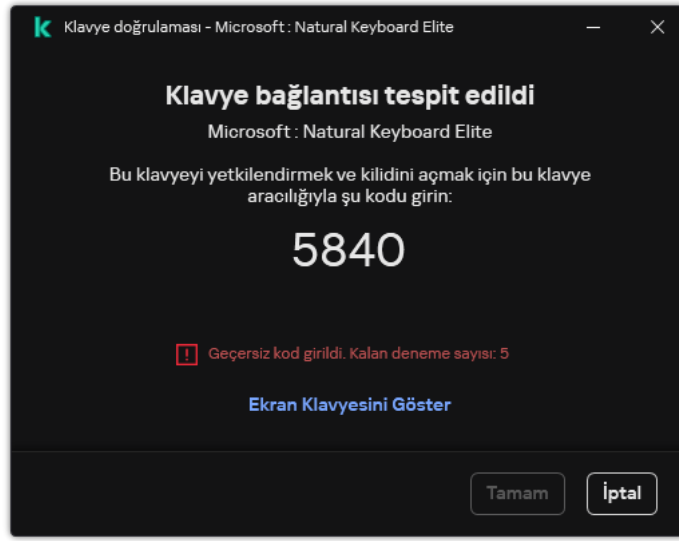 Klavye doğrulaması - Microsoft : Natural Keyboard Elite
Klavye bağlantısı tespit edildi
Microsoft : Natural Keyboard Elite
Bu klavyeyi yetkilendirmek ve kilidini açmak için bu klavye
aracılığıyla şu kodu girin:
5840
Geçersiz kod girildi. Kalan deneme sayısı: 5
Ekran Klavyesini Göster
Tamam
İptal